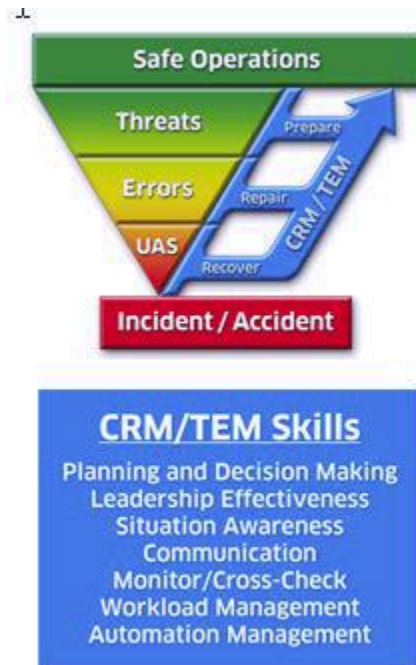 Safe Operations
Threats
Prepare
Errors
Repair
CRM / TEM
UAS
Recover
Incident / Accident
CRM/TEM Skills
Planning and Decision Making
Leadership Effectiveness
Situation Awareness
Communication
Monitor/Cross-Check
Workload Management
Automation Management